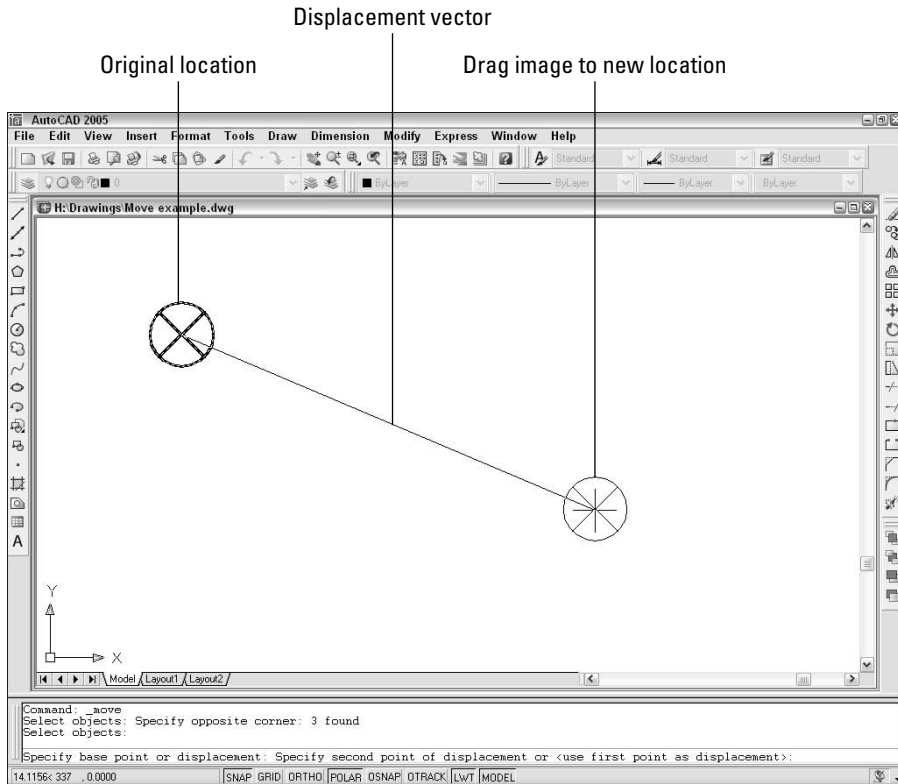 Displacement vector
Original location
Drag image to new location
AutoCAD 2005
File Edit View Insert Format Tools Draw Dimension Modify Express Window Help
Standard Standard Standard
0 ByLayer ByLayer ByLayer ByLayer
H:\Drawings\Move example.dwg
A
Y
X
Model Layout1 Layout2
Command: _move
Select objects: Specify opposite corner: 3 found
Select objects:
Specify base point or displacement: Specify second point of displacement or <use first point as displacement>:
14.1156< 337 , 0.0000 SNAP GRID ORTHO POLAR OSNAP OTRACK LWT MODEL